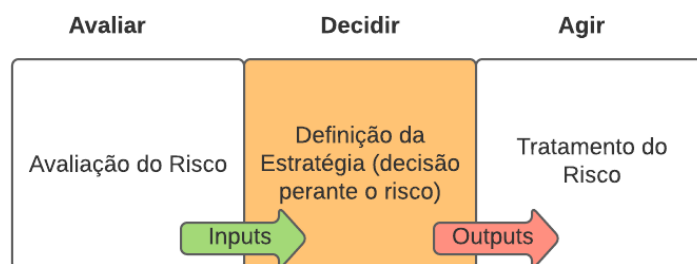 Avaliar
Decidir
Agir
Avaliação do Risco
Definição da
Estratégia (decisão
perante o risco)
Tratamento do
Risco
Inputs
Outputs